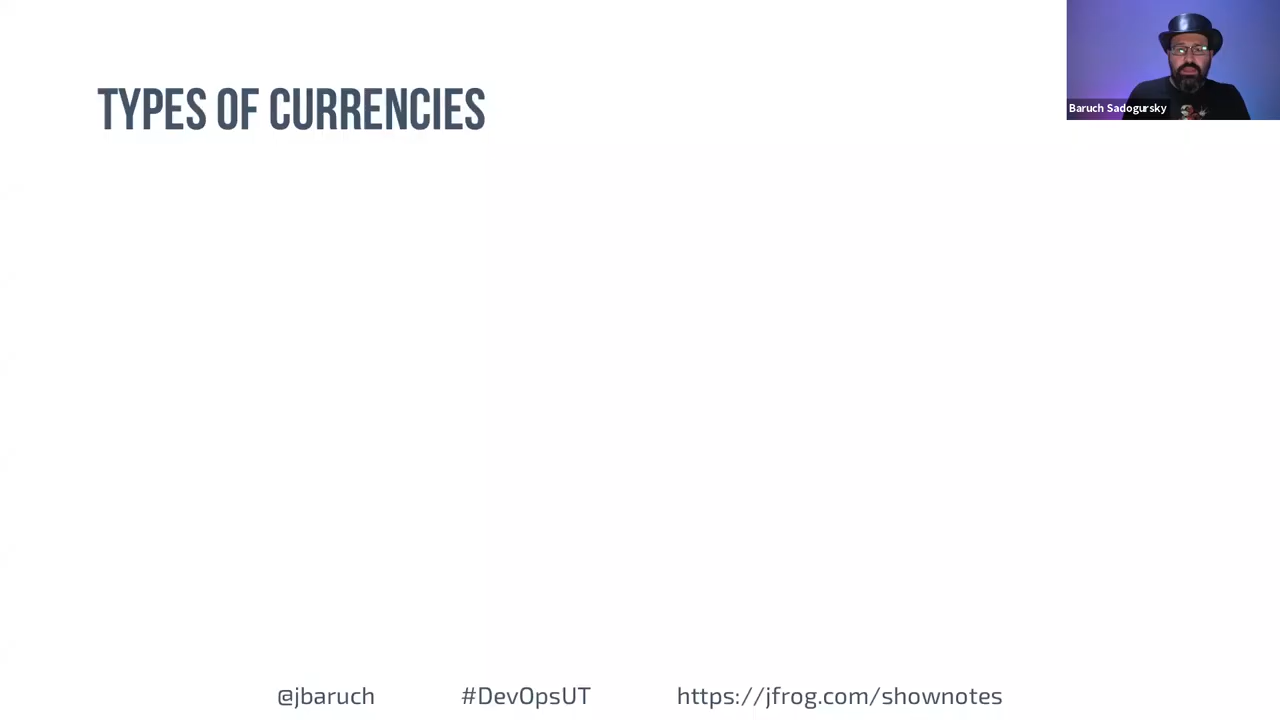 TYPES OF CURRENCIES
Baruch Sadogursky
@jbaruch #DevOpsUT https://jfrog.com/shownotes